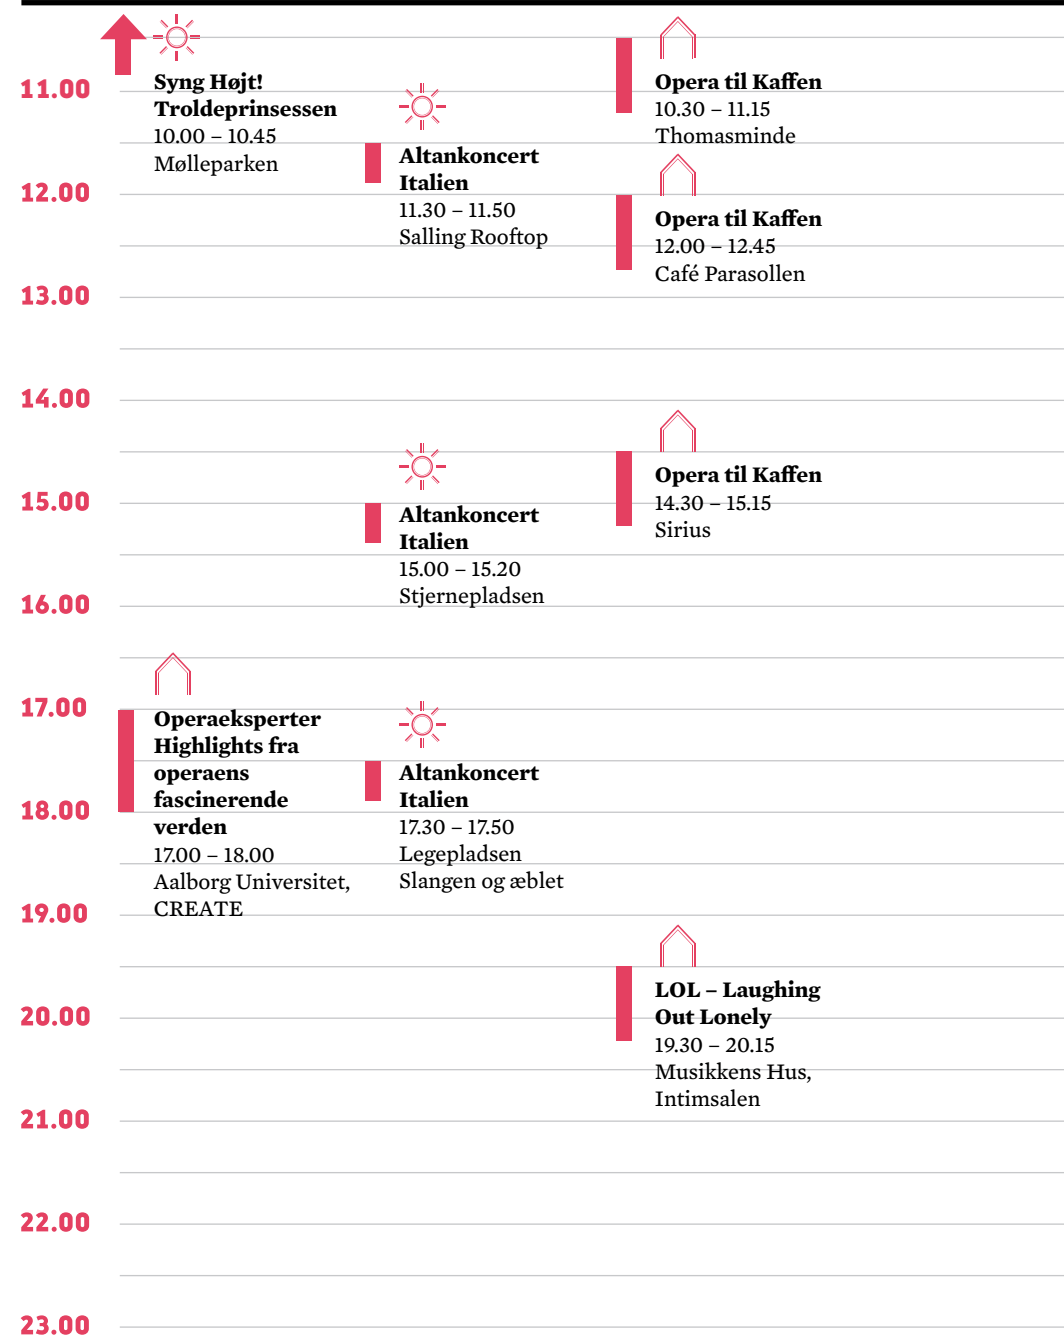 11.00
12.00
13.00
14.00
15.00
16.00
17.00
18.00
19.00
20.00
21.00
22.00
23.00
Syng Højt!
Troldeprinsessen
10.00 – 10.45
Mølleparken
Operaeksperter
Highlights fra
operaens
fascinerende
verden
17.00 – 18.00
Aalborg Universitet,
CREATE
Altankoncert
Italien
11.30 – 11.50
Salling Rooftop
Altankoncert
Italien
15.00 – 15.20
Stjernepladsen
Altankoncert
Italien
17.30 – 17.50
Legepladsen
Slangen og æblet
Opera til Kaffen
10.30 – 11.15
Thomasminde
Opera til Kaffen
12.00 – 12.45
Café Parasollen
Opera til Kaffen
14.30 – 15.15
Sirius
LOL – Laughing
Out Lonely
19.30 – 20.15
Musikkens Hus,
Intimsalen